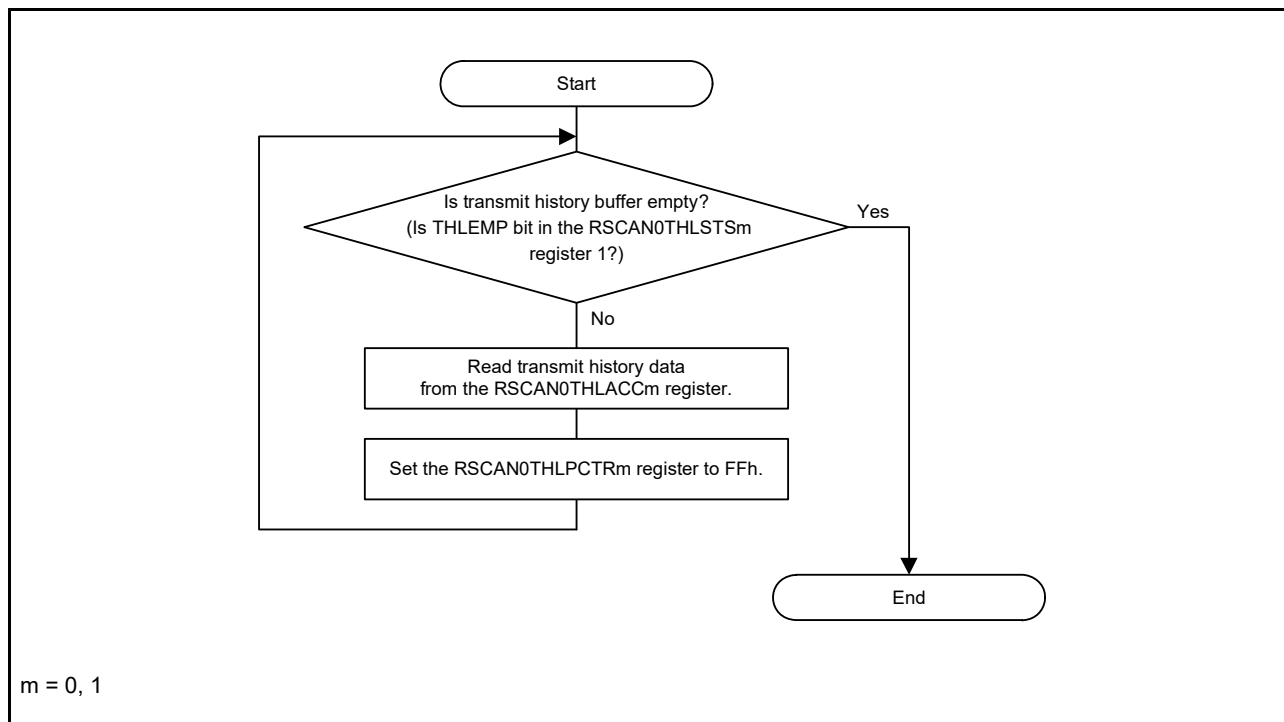 Start
Is transmit history buffer empty?
(Is THLEMP bit in the RSCAN0THLSTSm
register 1?)
Yes
No
Read transmit history data
from the RSCAN0THLACCm register.
Set the RSCAN0THLPCTRm register to FFh.
End
m = 0, 1